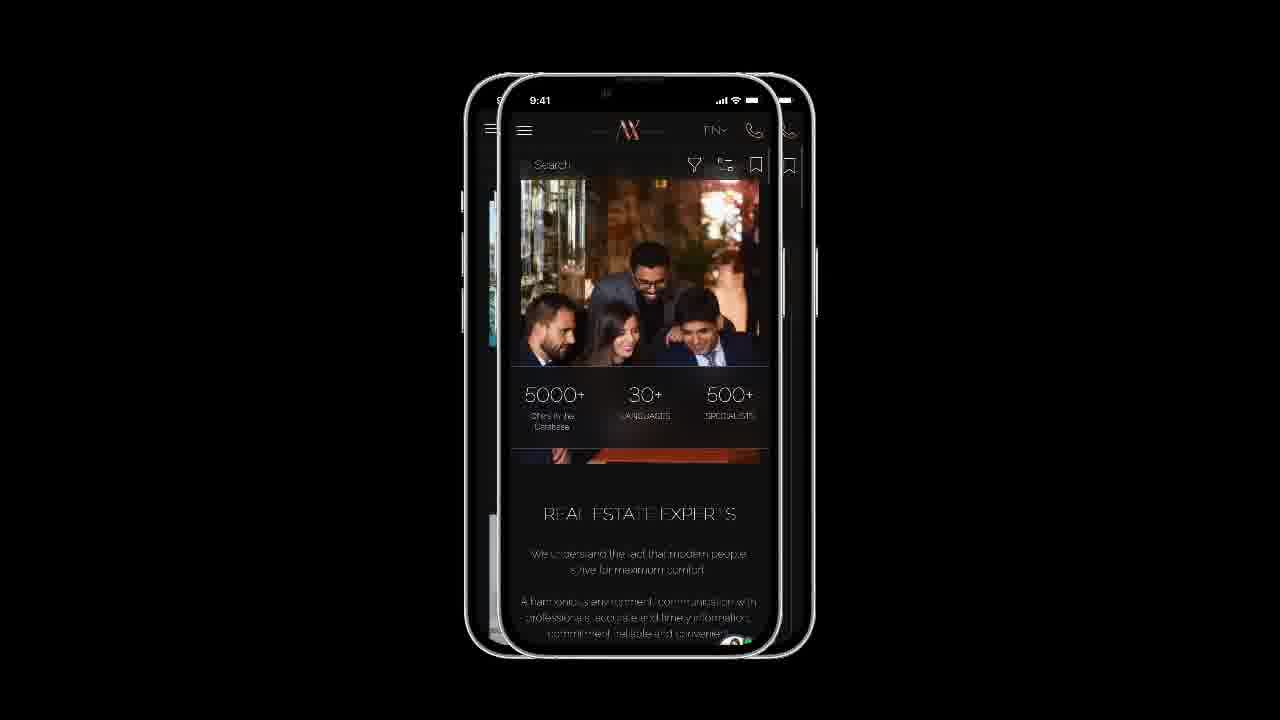 9:41
EN
Search
5000+
30+
500+
Offers in the
LANGUAGES
SPECIALISTS
Database
REAL ESTATE EXPERTS
We understand the fact that modern people
strive for maximum comfort.
A harmonious environment, communication with
professionals, accurate and timely information,
commitment, reliable and convenient